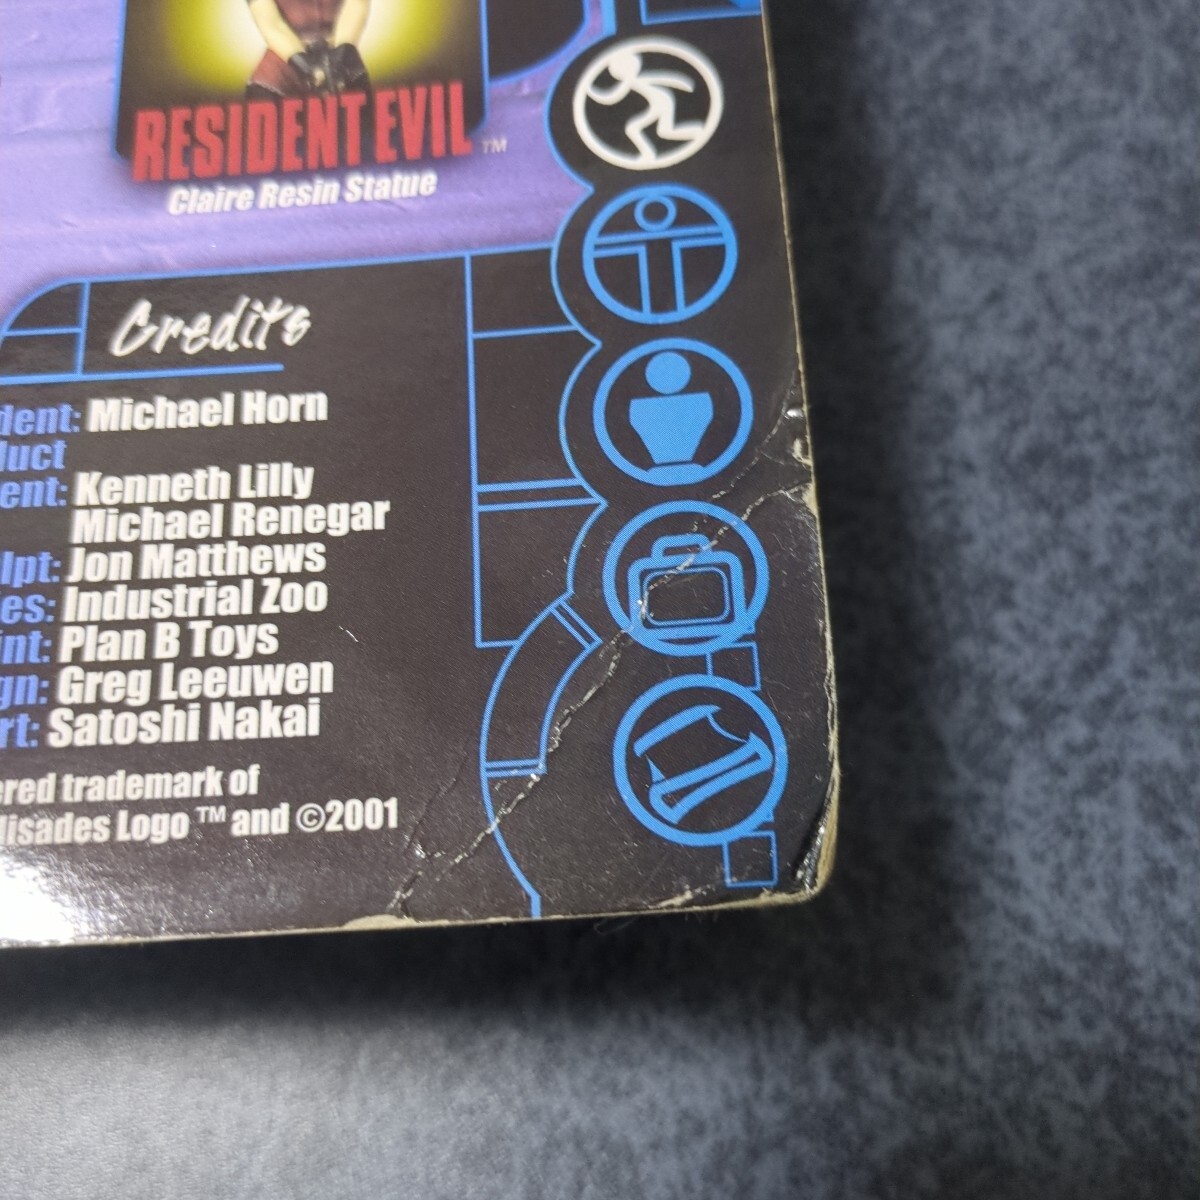 RESIDENT EVIL ™
Claire Resin Statue
Credits
dent: Michael Horn
duct
ent: Kenneth Lilly
Michael Renegar
lpt: Jon Matthews
es: Industrial Zoo
int: Plan B Toys
gn: Greg Leeuwen
rt: Satoshi Nakai
ered trademark of
lisades Logo ™ and ©2001